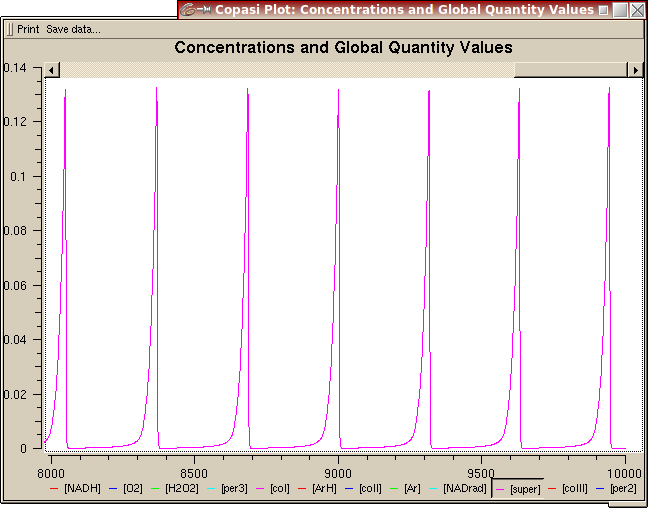 Copasi Plot: Concentrations and Global Quantity Values
Print Save data...
Concentrations and Global Quantity Values
0.14
0.12
0.1
0.08
0.06
0.04
0.02
0
8000 8500 9000 9500 10000
[NADH] [O2] [H2O2] [per3] [col] [ArH] [coII] [Ar] [NADrad] [super] [coIII] [per2]